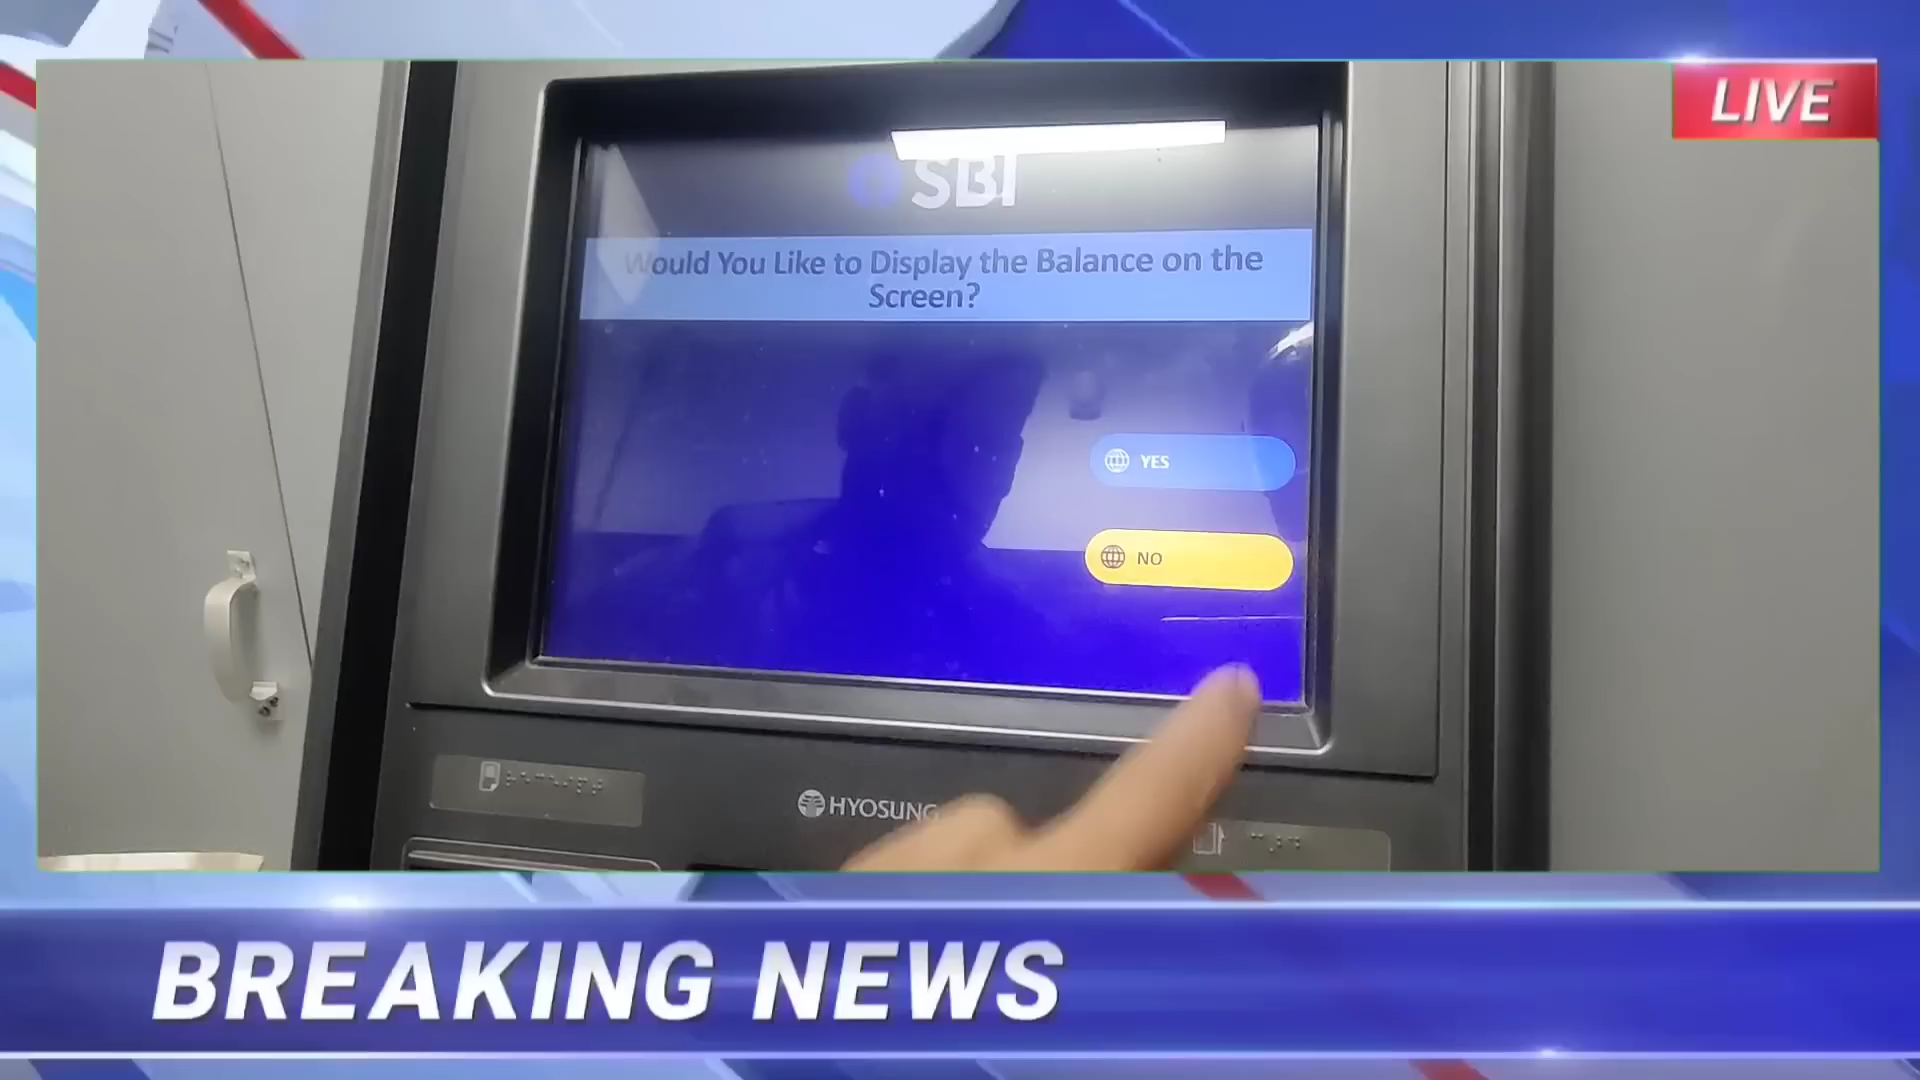 LIVE
SBI
Would You Like to Display the Balance on the
Screen?
YES
NO
HYOSUNG
BREAKING NEWS